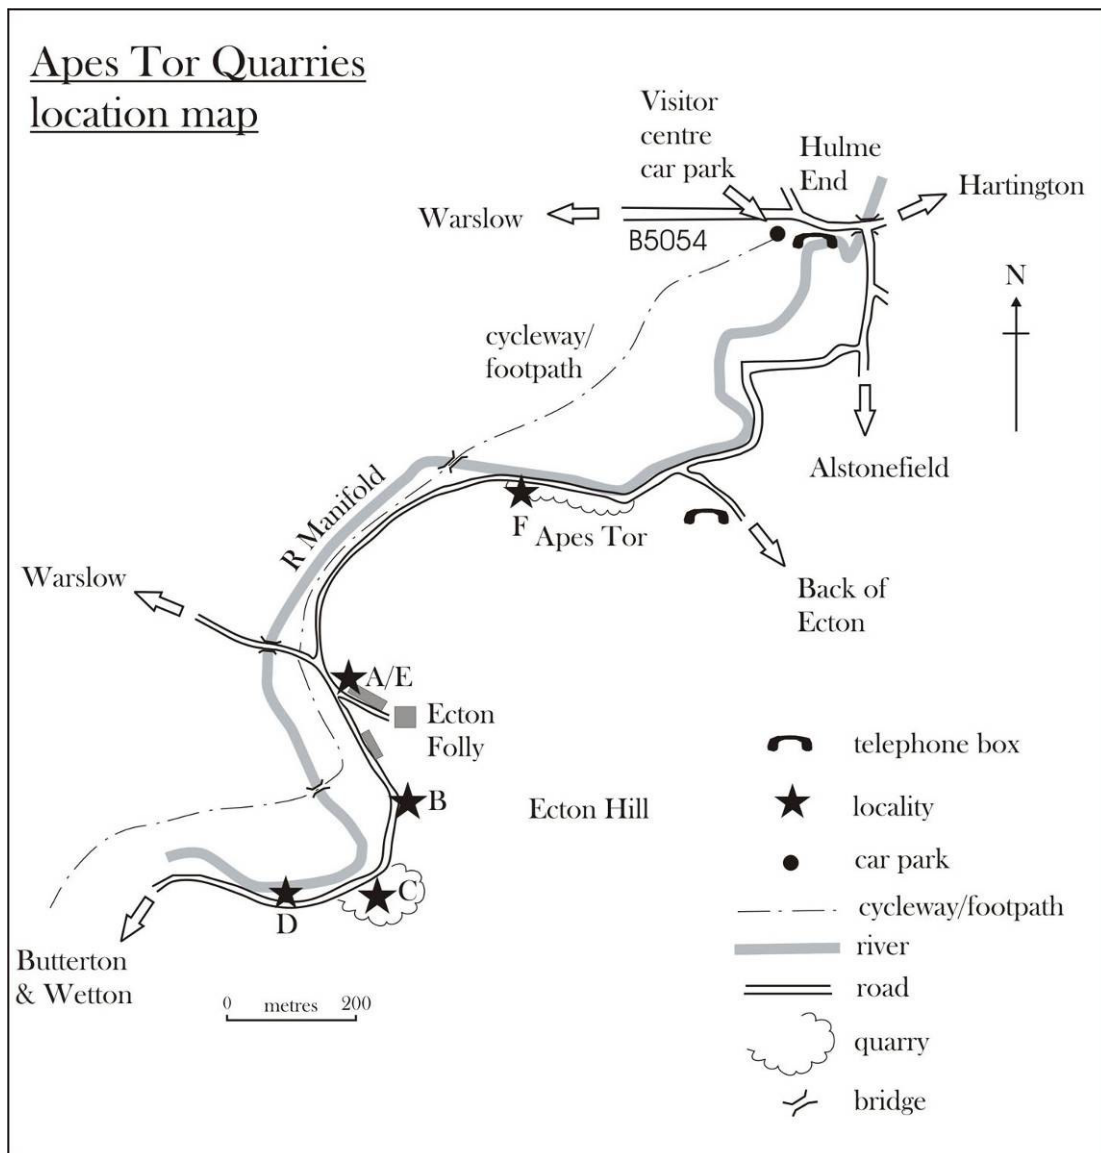 Apes Tor Quarries
location map
Visitor
centre
car park
Hulme
End
Hartington
Warslow
B5054
N
cycleway/
footpath
Alstonefield
R Manifold
F
Apes Tor
Warslow
Back of
Ecton
A/E
Ecton
Folly
telephone box
B
Ecton Hill
locality
car park
C
D
cycleway/footpath
river
Butterton
& Wetton
road
0 metres 200
quarry
bridge